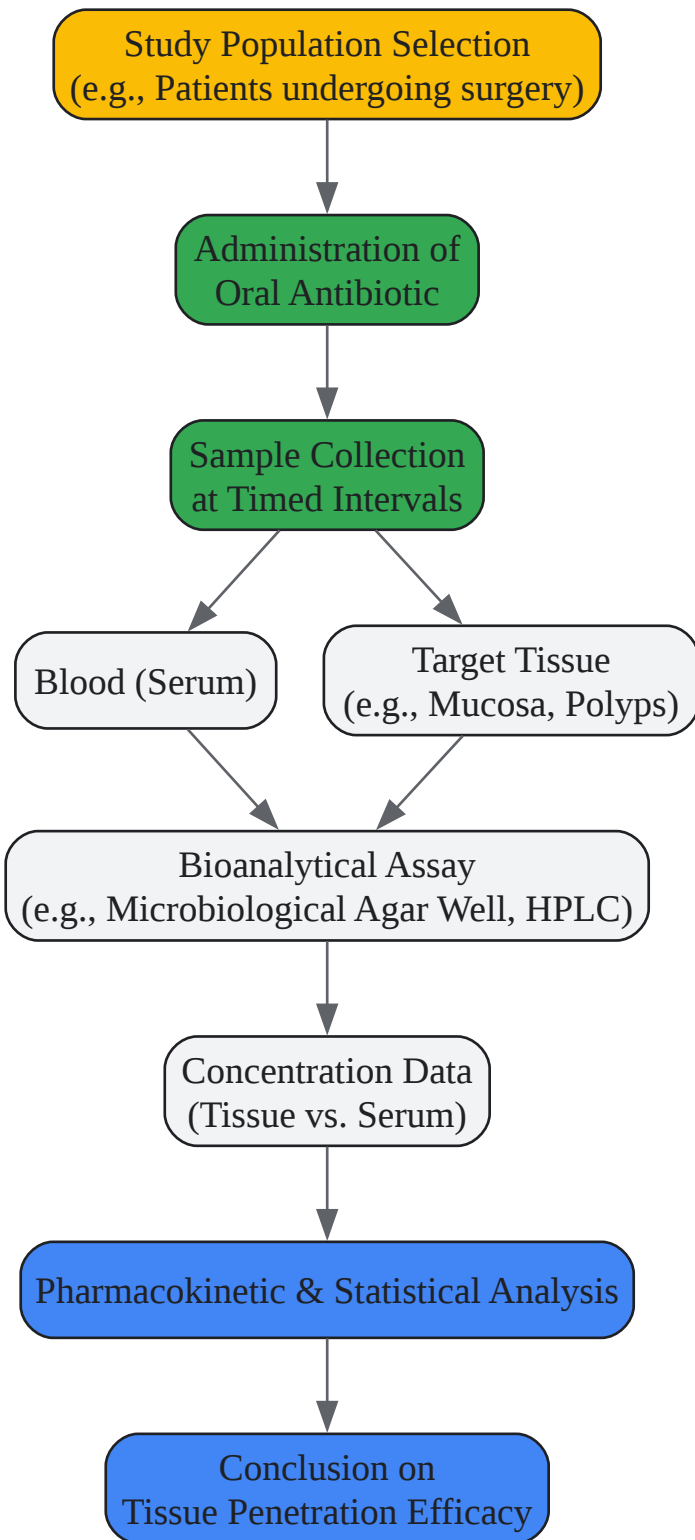 Study Population Selection
(e.g., Patients undergoing surgery)
Administration of
Oral Antibiotic
Sample Collection
at Timed Intervals
Blood (Serum)
Target Tissue
(e.g., Mucosa, Polyps)
Bioanalytical Assay
(e.g., Microbiological Agar Well, HPLC)
Concentration Data
(Tissue vs. Serum)
Pharmacokinetic & Statistical Analysis
Conclusion on
Tissue Penetration Efficacy